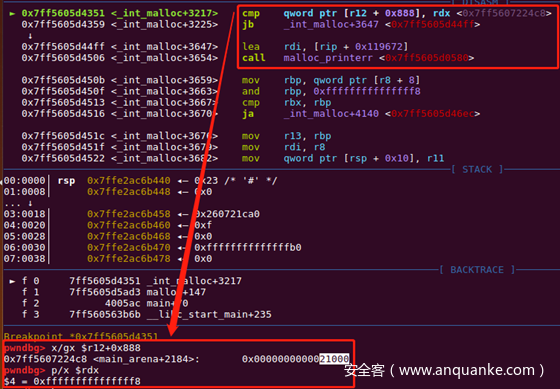 [ DISASM ]
► 0x7ff5605d4351 <_int_malloc+3217> cmp qword ptr [r12 + 0x888], rdx <0x7ff5607224c8>
0x7ff5605d4359 <_int_malloc+3225> jb _int_malloc+3647 <0x7ff5605d44ff>
↓
0x7ff5605d44ff <_int_malloc+3647> lea rdi, [rip + 0x119672]
0x7ff5605d4506 <_int_malloc+3654> call malloc_printerr <0x7ff5605d0580>
0x7ff5605d450b <_int_malloc+3659> mov rbp, qword ptr [r8 + 8]
0x7ff5605d450f <_int_malloc+3663> and rbp, 0xfffffffffffffff8
0x7ff5605d4513 <_int_malloc+3667> cmp rbx, rbp
0x7ff5605d4516 <_int_malloc+3670> ja _int_malloc+4140 <0x7ff5605d46ec>
0x7ff5605d451c <_int_malloc+3676> mov r13, rbp
0x7ff5605d451f <_int_malloc+3679> mov rdi, r8
0x7ff5605d4522 <_int_malloc+3682> mov qword ptr [rsp + 0x10], r11
[ STACK ]
00:0000│ rsp 0x7ffe2ac6b440 ◂— 0x23 /* '#' */
01:0008│ 0x7ffe2ac6b448 ◂— 0x0
... ↓
03:0018│ 0x7ffe2ac6b458 ◂— 0x260721ca0
04:0020│ 0x7ffe2ac6b460 ◂— 0xf
05:0028│ 0x7ffe2ac6b468 ◂— 0x0
06:0030│ 0x7ffe2ac6b470 ◂— 0xffffffffffffffb0
07:0038│ 0x7ffe2ac6b478 ◂— 0x0
[ BACKTRACE ]
► f 0 7ff5605d4351 _int_malloc+3217
f 1 7ff5605d5ad3 malloc+147
f 2 4005ac main+70
f 3 7ff560563b6b __libc_start_main+235
Breakpoint *0x7ff5605d4351
pwndbg> x/gx $r12+0x888
0x7ff5607224c8 <main_arena+2184>: 0x0000000000021000
pwndbg> p/x $rdx
$4 = 0xfffffffffffffff8
安全客（www.anquanke.com）